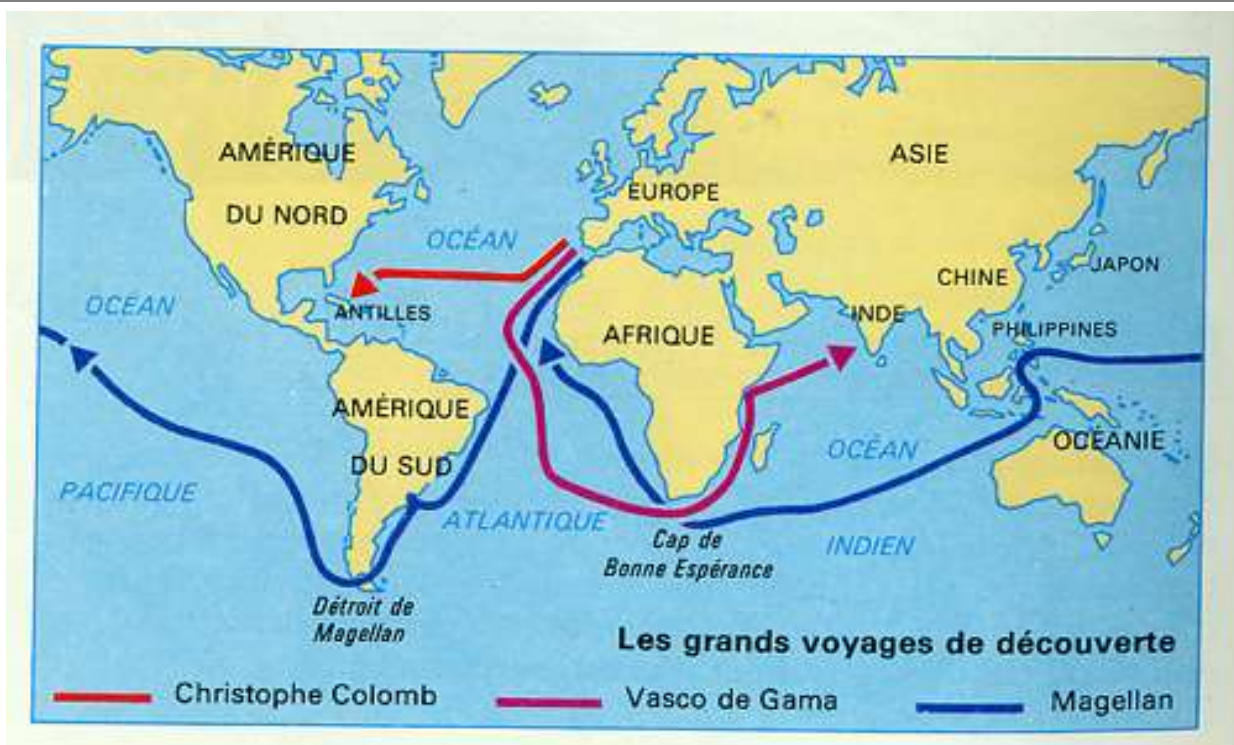 AMÉRIQUE
DU NORD
EUROPE
ASIE
OCÉAN
CHINE
JAPON
OCÉAN
ANTILLES
AFRIQUE
INDE
PHILIPPINES
AMÉRIQUE
DU SUD
OCÉAN
OCÉANIE
PACIFIQUE
ATLANTIQUE
INDIEN
Cap de
Bonne Espérance
Détroit de
Magellan
Les grands voyages de découverte
Christophe Colomb
Vasco de Gama
Magellan